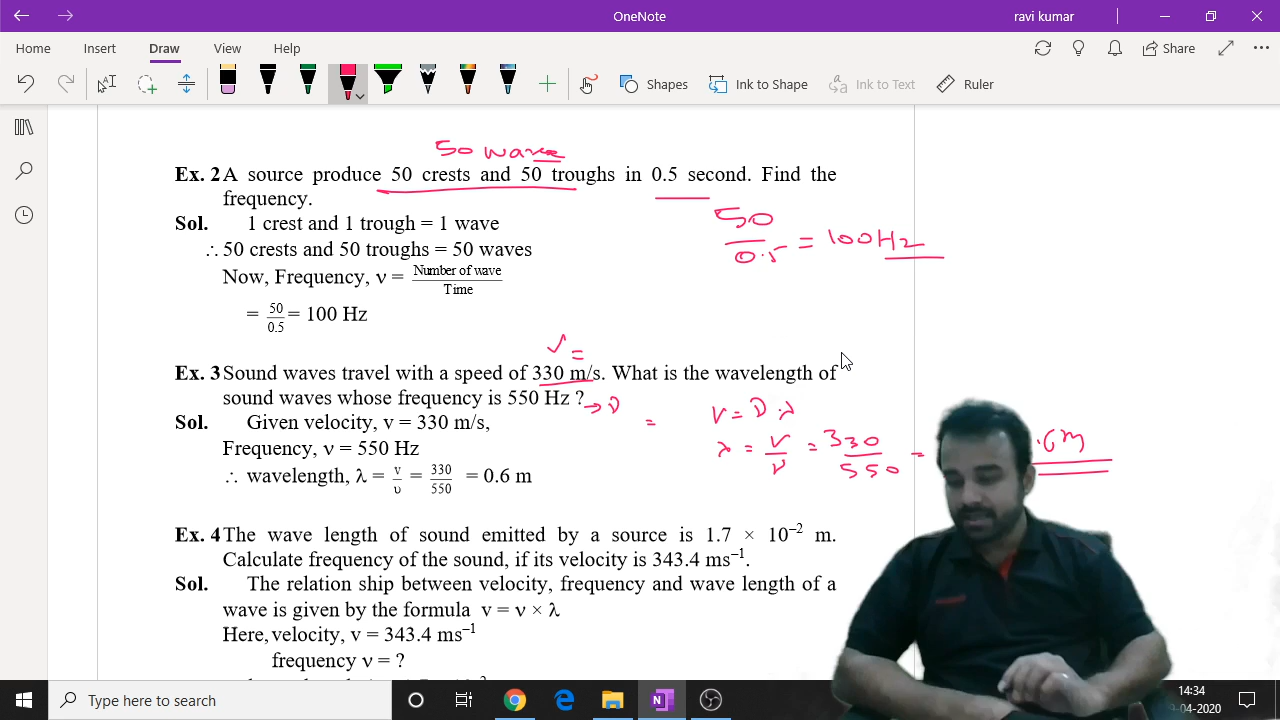 OneNote
ravi kumar
Home Insert Draw View Help
Share
Shapes Ink to Shape Ink to Text Ruler
50 wave
Ex. 2 A source produce 50 crests and 50 troughs in 0.5 second. Find the
frequency.
Sol. 1 crest and 1 trough = 1 wave
∴ 50 crests and 50 troughs = 50 waves
Now, Frequency, ν = Number of wave / Time
= 50/0.5 = 100 Hz
50/0.5 = 100 Hz
v =
Ex. 3 Sound waves travel with a speed of 330 m/s. What is the wavelength of
sound waves whose frequency is 550 Hz ? → ν
Sol. Given velocity, v = 330 m/s,
Frequency, ν = 550 Hz
∴ wavelength, λ = v/υ = 330/550 = 0.6 m
=
v = ν . λ
λ = v/ν = 330/550 =
Ex. 4 The wave length of sound emitted by a source is 1.7 × 10⁻² m.
Calculate frequency of the sound, if its velocity is 343.4 ms⁻¹.
Sol. The relation ship between velocity, frequency and wave length of a
wave is given by the formula v = ν × λ
Here, velocity, v = 343.4 ms⁻¹
frequency ν = ?
Type here to search
14:34
-04-2020